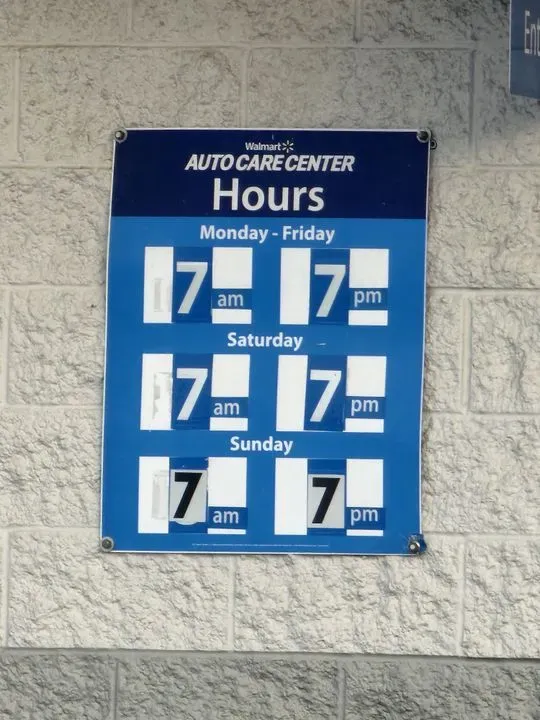 Walmart
AUTO CARE CENTER
Hours
Monday - Friday
7 am 7 pm
Saturday
7 am 7 pm
Sunday
7 am 7 pm